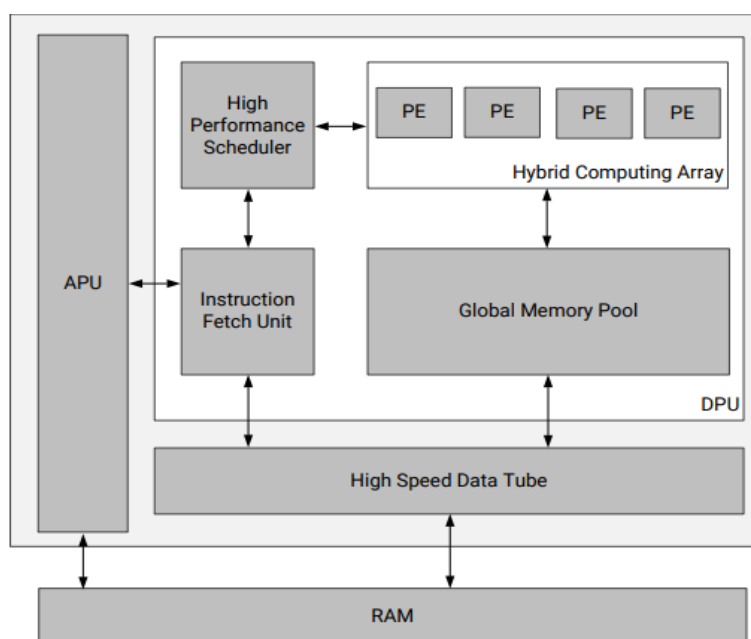 High
Performance
Scheduler
PE PE PE PE
Hybrid Computing Array
APU
Instruction
Fetch Unit
Global Memory Pool
DPU
High Speed Data Tube
RAM